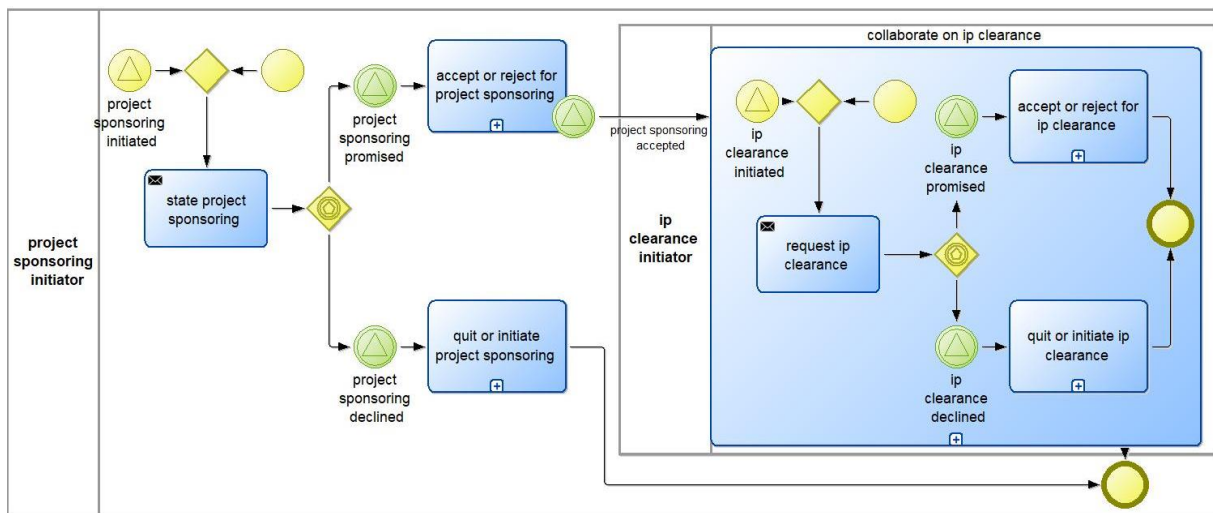 project
sponsoring
initiator
project
sponsoring
initiated
state project
sponsoring
project
sponsoring
promised
accept or reject for
project sponsoring
project sponsoring
accepted
project
sponsoring
declined
quit or initiate
project sponsoring
ip
clearance
initiator
collaborate on ip clearance
ip
clearance
initiated
request ip
clearance
ip
clearance
promised
accept or reject for
ip clearance
ip
clearance
declined
quit or initiate ip
clearance